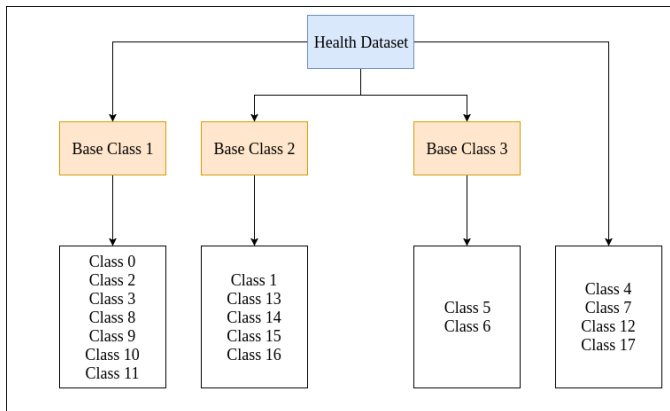 Health Dataset
Base Class 1
Base Class 2
Base Class 3
Class 0
Class 2
Class 3
Class 8
Class 9
Class 10
Class 11
Class 1
Class 13
Class 14
Class 15
Class 16
Class 5
Class 6
Class 4
Class 7
Class 12
Class 17